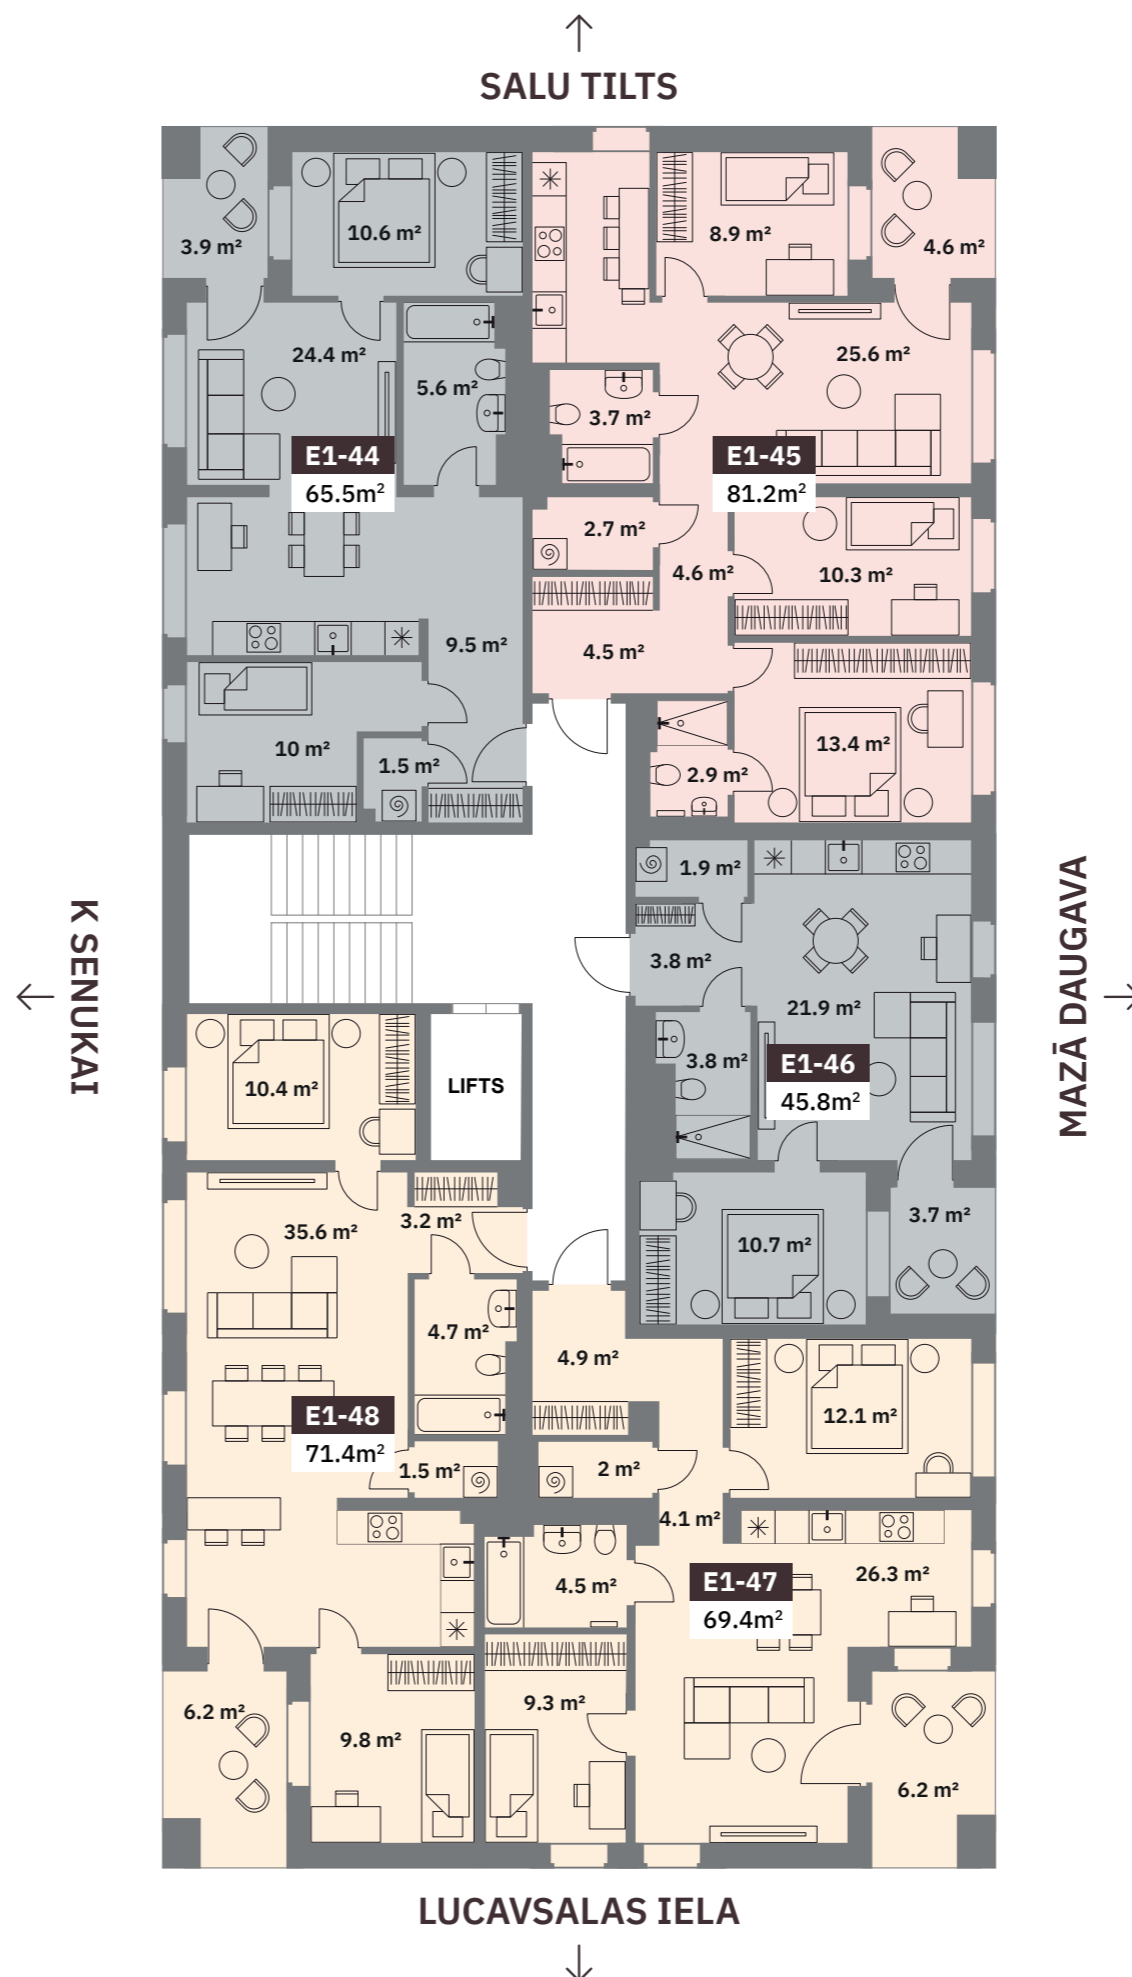 SALU TILTS
3.9 m²
10.6 m²
8.9 m²
4.6 m²
24.4 m²
5.6 m²
3.7 m²
25.6 m²
E1-44
65.5m²
E1-45
81.2m²
2.7 m²
4.6 m²
10.3 m²
9.5 m²
4.5 m²
10 m²
1.5 m²
2.9 m²
13.4 m²
1.9 m²
3.8 m²
21.9 m²
K SENUKAI
MAZĀ DAUGAVA
10.4 m²
LIFTS
3.8 m²
E1-46
45.8m²
35.6 m²
3.2 m²
10.7 m²
3.7 m²
4.7 m²
4.9 m²
E1-48
71.4m²
12.1 m²
1.5 m²
2 m²
4.1 m²
4.5 m²
E1-47
69.4m²
26.3 m²
6.2 m²
9.8 m²
9.3 m²
6.2 m²
LUCAVSALAS IELA